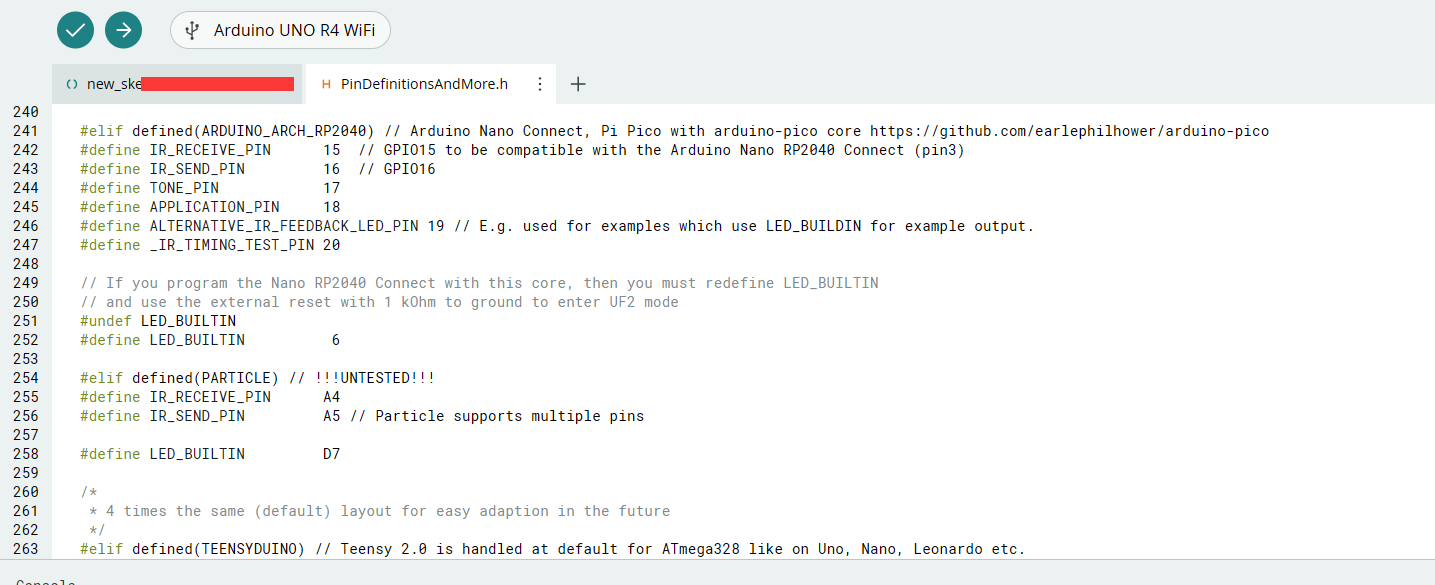 Arduino UNO R4 WiFi
new_ske
H PinDefinitionsAndMore.h
240
241 #elif defined(ARDUINO_ARCH_RP2040) // Arduino Nano Connect, Pi Pico with arduino-pico core https://github.com/earlephilhower/arduino-pico
242 #define IR_RECEIVE_PIN      15  // GPIO15 to be compatible with the Arduino Nano RP2040 Connect (pin3)
243 #define IR_SEND_PIN         16  // GPIO16
244 #define TONE_PIN            17
245 #define APPLICATION_PIN     18
246 #define ALTERNATIVE_IR_FEEDBACK_LED_PIN 19 // E.g. used for examples which use LED_BUILDIN for example output.
247 #define _IR_TIMING_TEST_PIN 20
248
249 // If you program the Nano RP2040 Connect with this core, then you must redefine LED_BUILTIN
250 // and use the external reset with 1 kOhm to ground to enter UF2 mode
251 #undef LED_BUILTIN
252 #define LED_BUILTIN          6
253
254 #elif defined(PARTICLE) // !!!UNTESTED!!!
255 #define IR_RECEIVE_PIN      A4
256 #define IR_SEND_PIN         A5 // Particle supports multiple pins
257
258 #define LED_BUILTIN         D7
259
260 /*
261  * 4 times the same (default) layout for easy adaption in the future
262  */
263 #elif defined(TEENSYDUINO) // Teensy 2.0 is handled at default for ATmega328 like on Uno, Nano, Leonardo etc.
Console